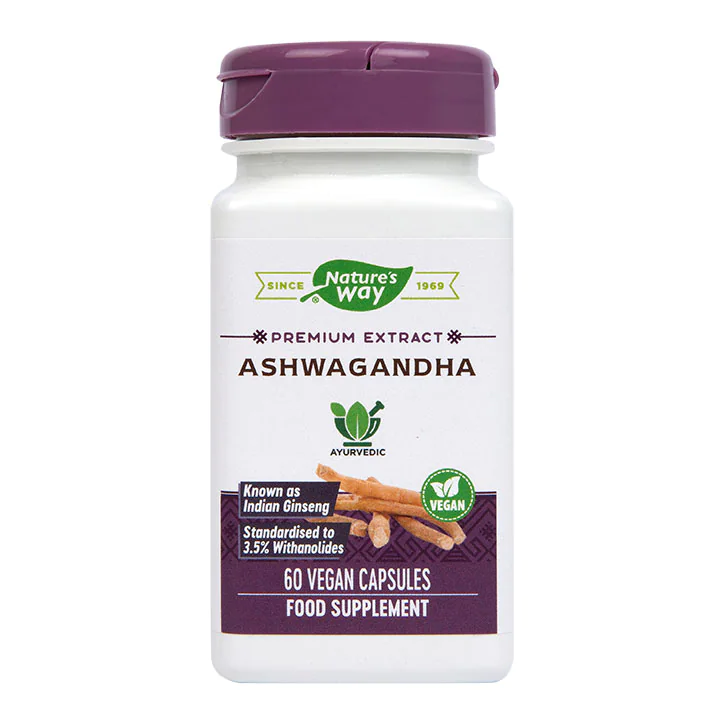 SINCE Nature's Way ® 1969
PREMIUM EXTRACT
ASHWAGANDHA
AYURVEDIC
Known as
Indian Ginseng
VEGAN
Standardised to
3.5% Withanolides
60 VEGAN CAPSULES
FOOD SUPPLEMENT